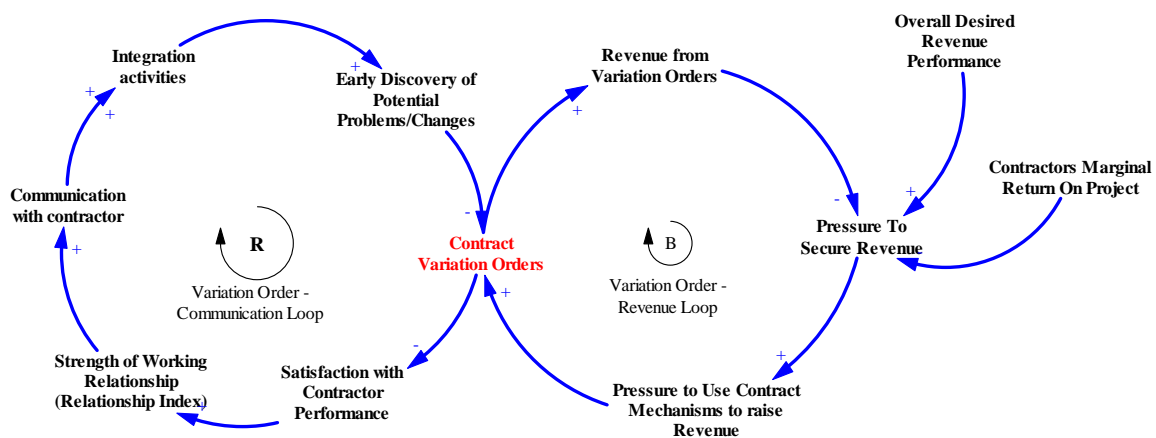 Integration
activities
+
+
+
Early Discovery of
Potential
Problems/Changes
-
Communication
with contractor
+
R
Variation Order -
Communication Loop
Contract
Variation Orders
-
Satisfaction with
Contractor
Performance
+
Strength of Working
Relationship
(Relationship Index)
Revenue from
Variation Orders
+
-
Overall Desired
Revenue
Performance
+
Contractors Marginal
Return On Project
Pressure To
Secure Revenue
B
Variation Order -
Revenue Loop
+
+
Pressure to Use Contract
Mechanisms to raise
Revenue